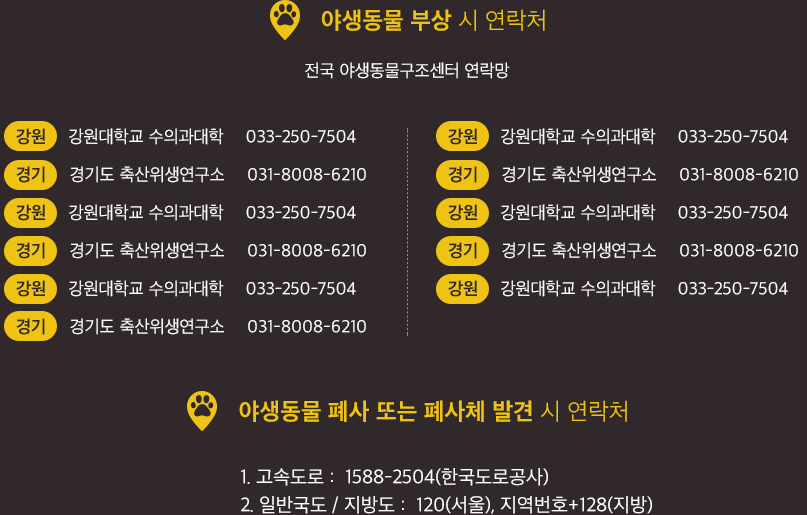 야생동물 부상 시 연락처
전국 야생동물구조센터 연락망
강원 강원대학교 수의과대학 033-250-7504
경기 경기도 축산위생연구소 031-8008-6210
강원 강원대학교 수의과대학 033-250-7504
경기 경기도 축산위생연구소 031-8008-6210
강원 강원대학교 수의과대학 033-250-7504
경기 경기도 축산위생연구소 031-8008-6210
강원 강원대학교 수의과대학 033-250-7504
경기 경기도 축산위생연구소 031-8008-6210
강원 강원대학교 수의과대학 033-250-7504
경기 경기도 축산위생연구소 031-8008-6210
강원 강원대학교 수의과대학 033-250-7504
야생동물 폐사 또는 폐사체 발견 시 연락처
1. 고속도로 : 1588-2504(한국도로공사)
2. 일반국도 / 지방도 : 120(서울), 지역번호+128(지방)